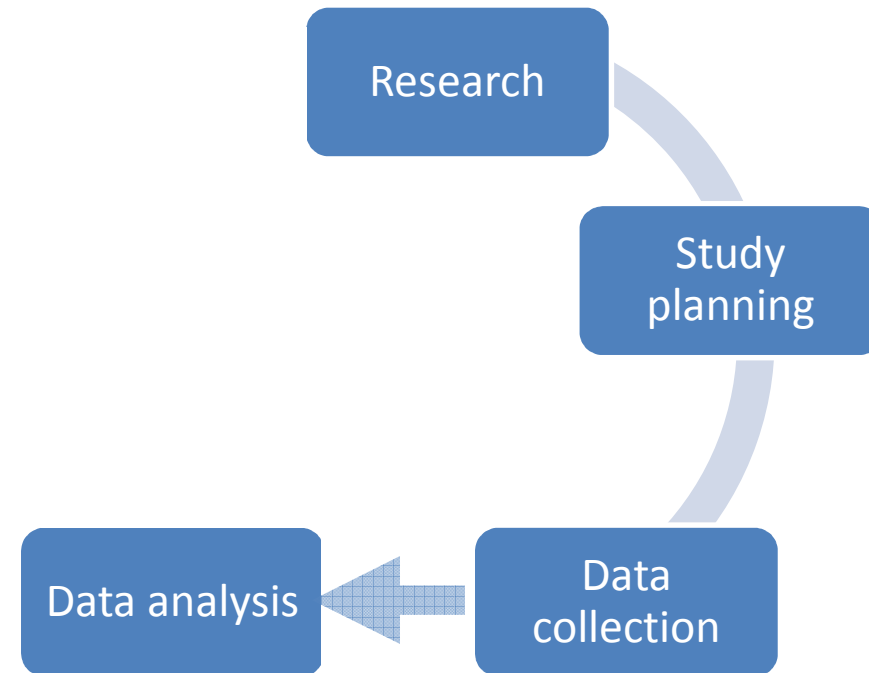 Research
Study
planning
Data
collection
Data analysis